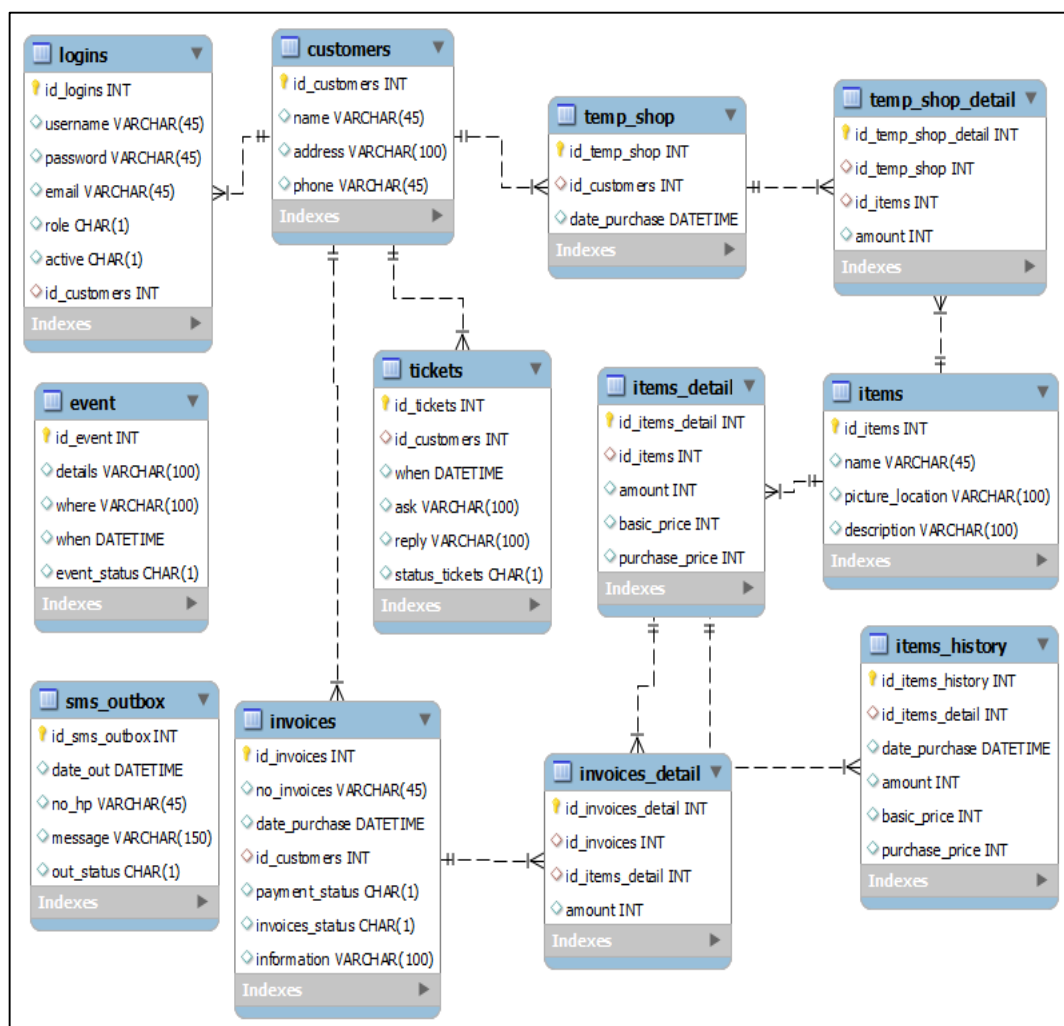 logins
id_logins INT
username VARCHAR(45)
password VARCHAR(45)
email VARCHAR(45)
role CHAR(1)
active CHAR(1)
id_customers INT
Indexes
customers
id_customers INT
name VARCHAR(45)
address VARCHAR(100)
phone VARCHAR(45)
Indexes
temp_shop
id_temp_shop INT
id_customers INT
date_purchase DATETIME
Indexes
temp_shop_detail
id_temp_shop_detail INT
id_temp_shop INT
id_items INT
amount INT
Indexes
event
id_event INT
details VARCHAR(100)
where VARCHAR(100)
when DATETIME
event_status CHAR(1)
Indexes
tickets
id_tickets INT
id_customers INT
when DATETIME
ask VARCHAR(100)
reply VARCHAR(100)
status_tickets CHAR(1)
Indexes
items_detail
id_items_detail INT
id_items INT
amount INT
basic_price INT
purchase_price INT
Indexes
items
id_items INT
name VARCHAR(45)
picture_location VARCHAR(100)
description VARCHAR(100)
Indexes
sms_outbox
id_sms_outbox INT
date_out DATETIME
no_hp VARCHAR(45)
message VARCHAR(150)
out_status CHAR(1)
Indexes
invoices
id_invoices INT
no_invoices VARCHAR(45)
date_purchase DATETIME
id_customers INT
payment_status CHAR(1)
invoices_status CHAR(1)
information VARCHAR(100)
Indexes
invoices_detail
id_invoices_detail INT
id_invoices INT
id_items_detail INT
amount INT
Indexes
items_history
id_items_history INT
id_items_detail INT
date_purchase DATETIME
amount INT
basic_price INT
purchase_price INT
Indexes